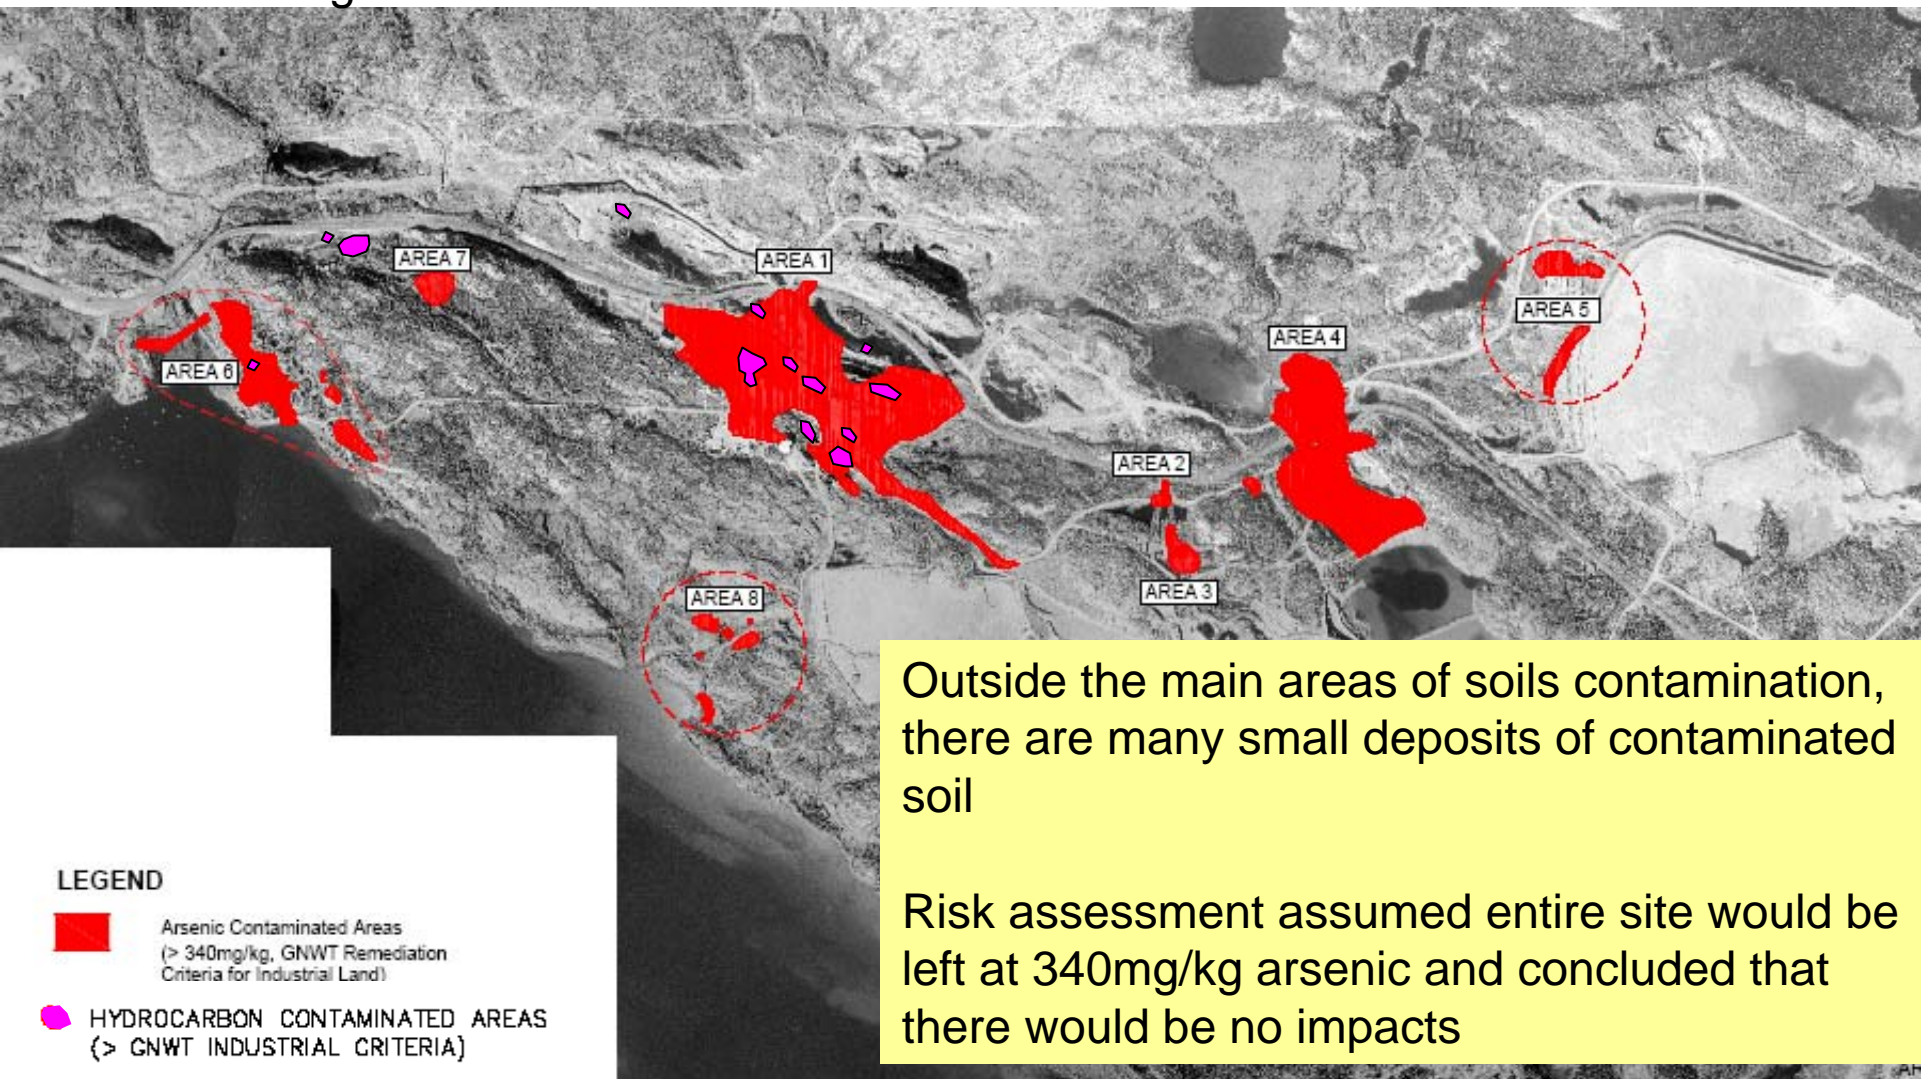 AREA 7
AREA 1
AREA 5
AREA 4
AREA 6
AREA 2
AREA 3
AREA 8
Outside the main areas of soils contamination,
there are many small deposits of contaminated
soil
Risk assessment assumed entire site would be
left at 340mg/kg arsenic and concluded that
there would be no impacts
LEGEND
Arsenic Contaminated Areas
(> 340mg/kg, GNWT Remediation
Criteria for Industrial Land)
HYDROCARBON CONTAMINATED AREAS
(> GNWT INDUSTRIAL CRITERIA)